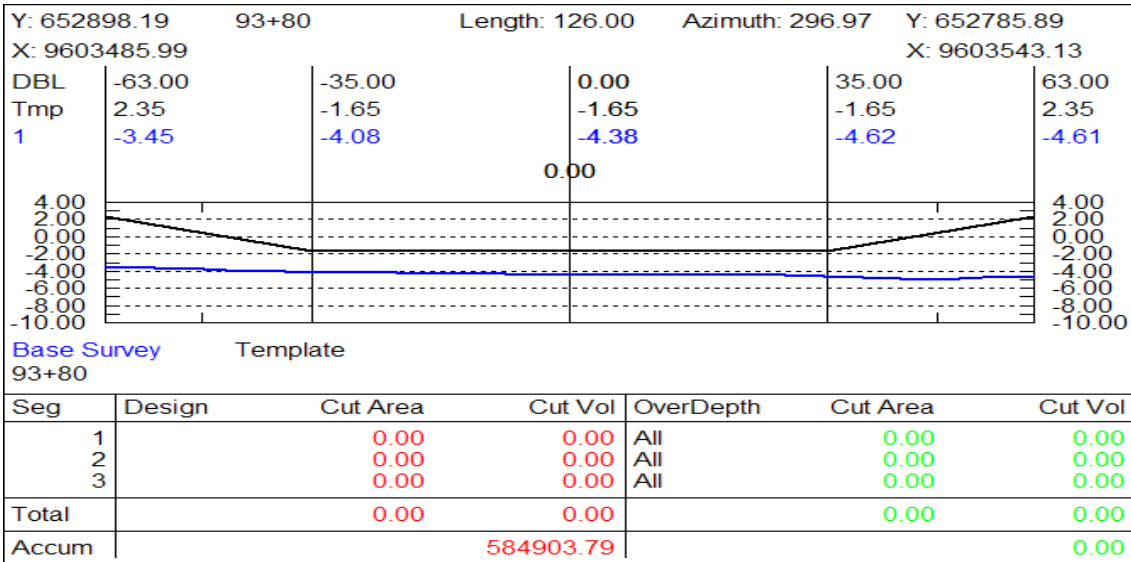 Y: 652898.19 93+80 Length: 126.00 Azimuth: 296.97 Y: 652785.89
X: 9603485.99 X: 9603543.13
DBL -63.00 -35.00 0.00 35.00 63.00
Tmp 2.35 -1.65 -1.65 -1.65 2.35
1 -3.45 -4.08 -4.38 -4.62 -4.61
0.00
4.00 4.00
2.00 2.00
0.00 0.00
-2.00 -2.00
-4.00 -4.00
-6.00 -6.00
-8.00 -8.00
-10.00 -10.00
Base Survey Template
93+80
Seg Design Cut Area Cut Vol OverDepth Cut Area Cut Vol
1 0.00 0.00 All 0.00 0.00
2 0.00 0.00 All 0.00 0.00
3 0.00 0.00 All 0.00 0.00
Total 0.00 0.00 0.00 0.00
Accum 584903.79 0.00